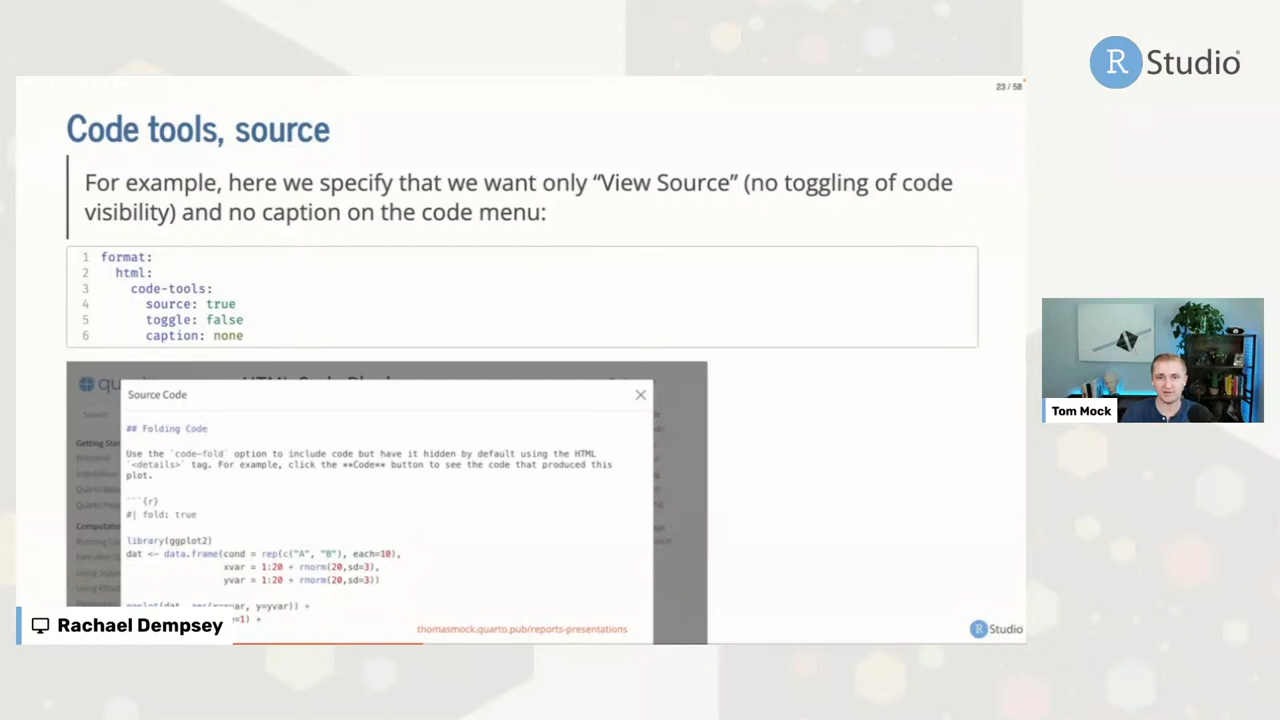 R Studio
23 / 58
Code tools, source
For example, here we specify that we want only “View Source” (no toggling of code
visibility) and no caption on the code menu:
1 format:
2 html:
3 code-tools:
4 source: true
5 toggle: false
6 caption: none
Source Code
## Folding Code
Use the `code-fold` option to include code but have it hidden by default using the HTML
`<details>` tag. For example, click the **Code** button to see the code that produced this
plot.
```{r}
#| fold: true
library(ggplot2)
dat <- data.frame(cond = rep(c("A", "B"), each=10),
xvar = 1:20 + rnorm(20,sd=3),
yvar = 1:20 + rnorm(20,sd=3))
y=yvar)) +
=1) +
Getting
Computa
Rachael Dempsey
thomasmock.quarto.pub/reports-presentations
R Studio
Tom Mock